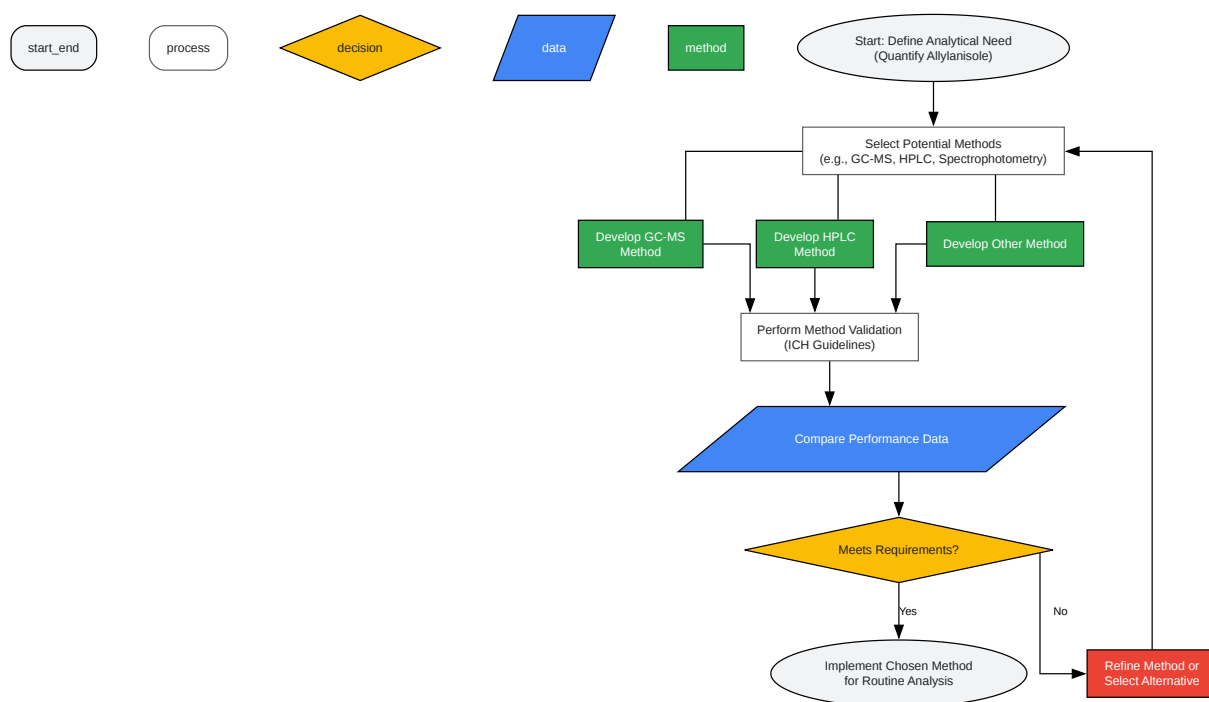 start_end
process
decision
data
method
Start: Define Analytical Need
(Quantify Allylanisole)
Select Potential Methods
(e.g., GC-MS, HPLC, Spectrophotometry)
Develop GC-MS
Method
Develop HPLC
Method
Develop Other Method
Perform Method Validation
(ICH Guidelines)
Compare Performance Data
Meets Requirements?
Yes
No
Implement Chosen Method
for Routine Analysis
Refine Method or
Select Alternative